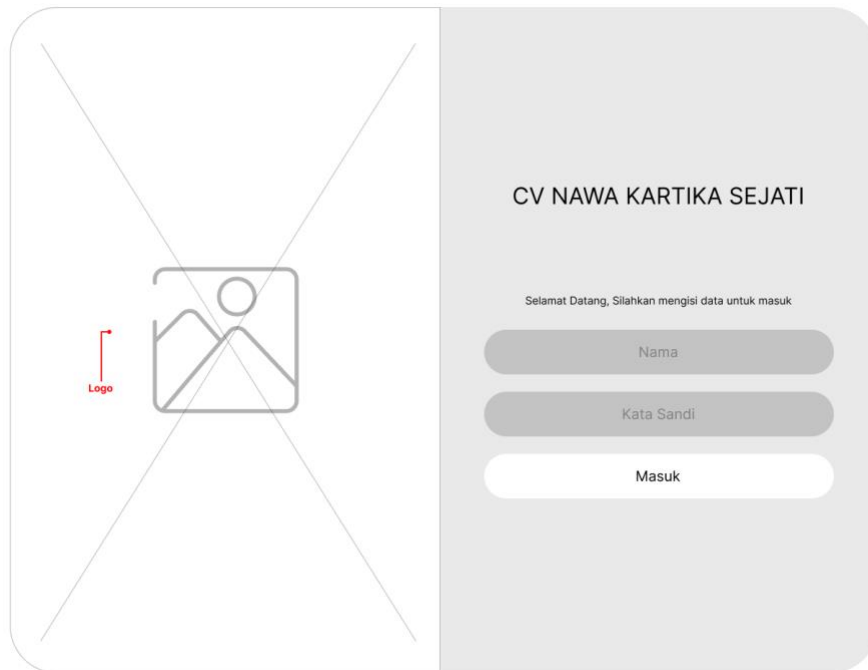 Logo
CV NAWA KARTIKA SEJATI
Selamat Datang, Silahkan mengisi data untuk masuk
Nama
Kata Sandi
Masuk